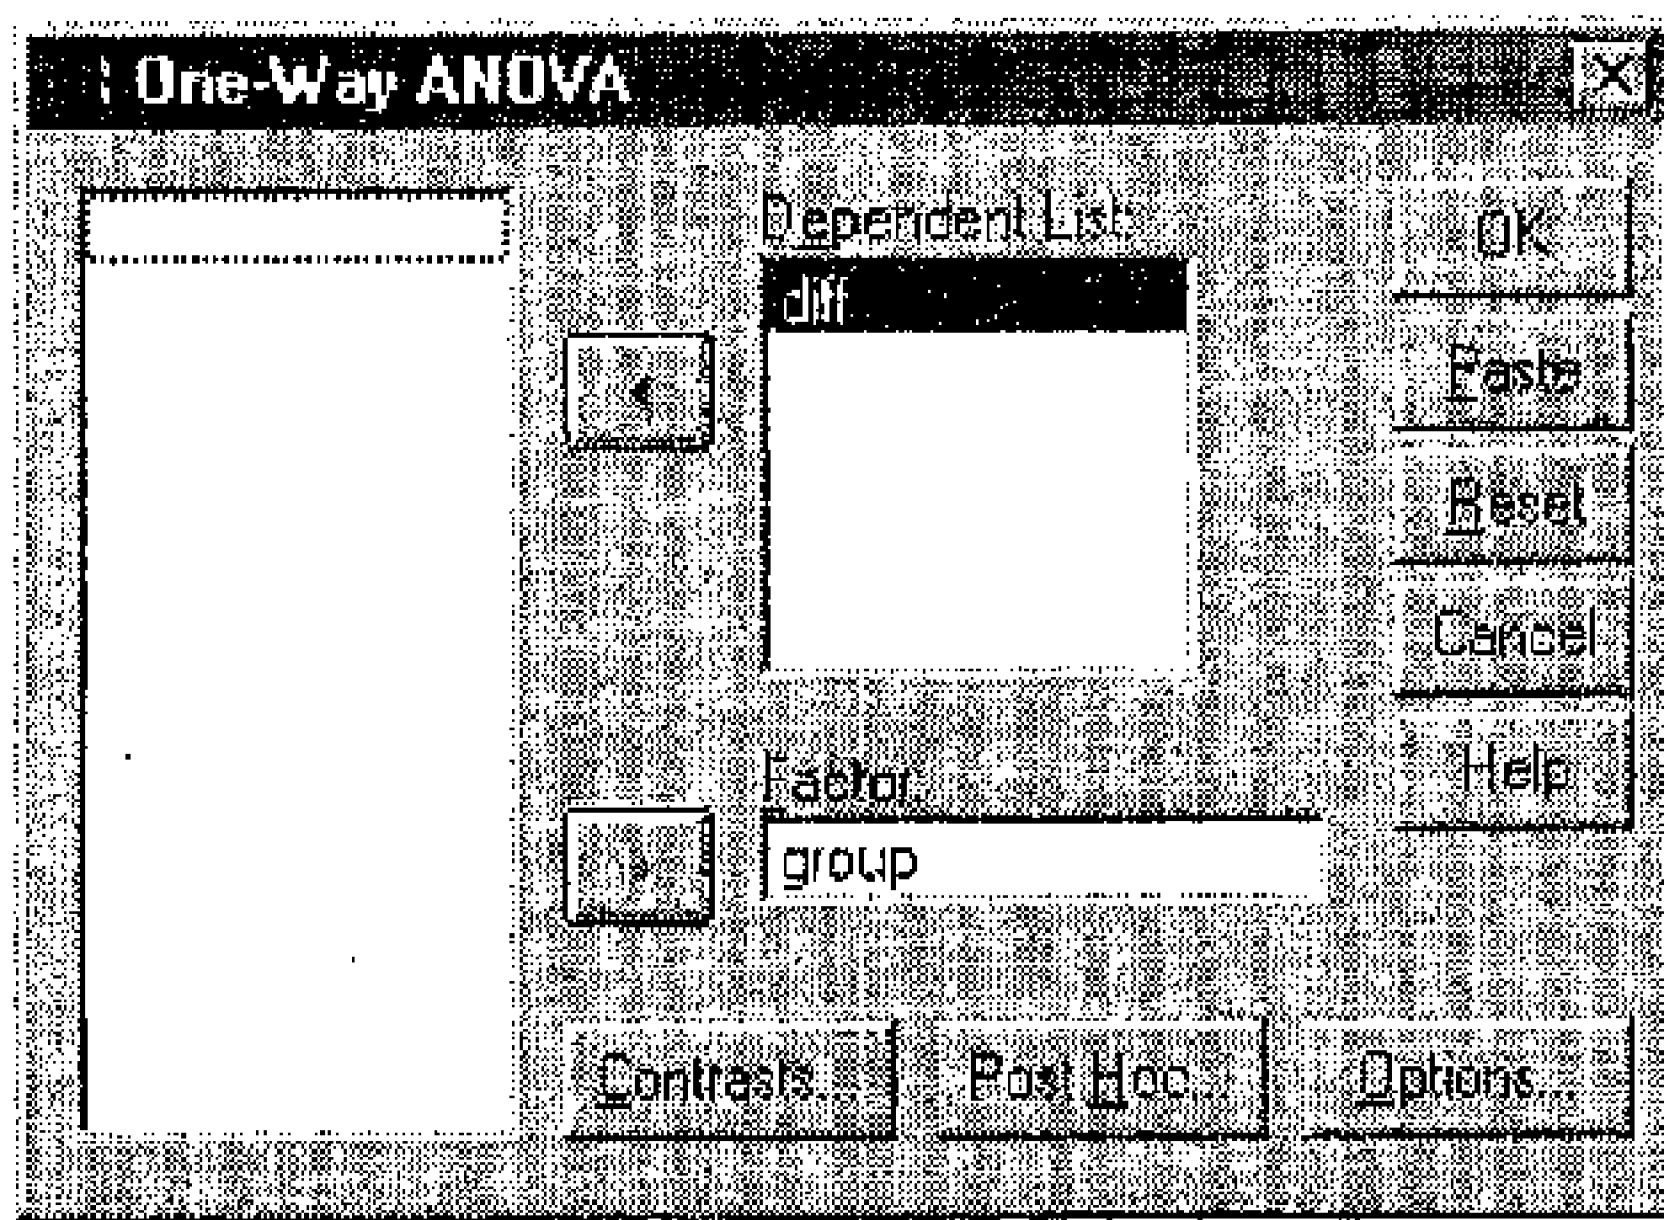 One-Way ANOVA
Dependent List:
diff
OK
Paste
Reset
Cancel
Help
Factor:
group
Contrasts...
Post Hoc...
Options...